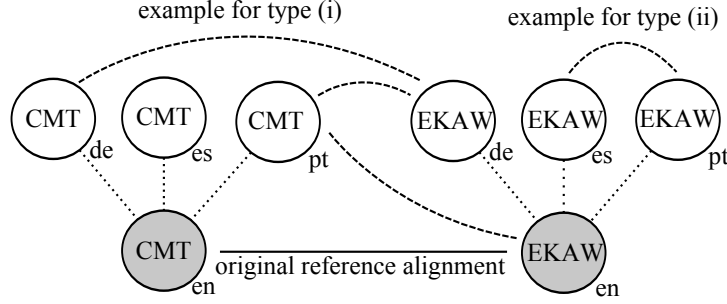 example for type (i)
example for type (ii)
CMT
CMT
CMT
EKAW
EKAW
EKAW
de
es
pt
de
es
pt
CMT
EKAW
original reference alignment
en
en